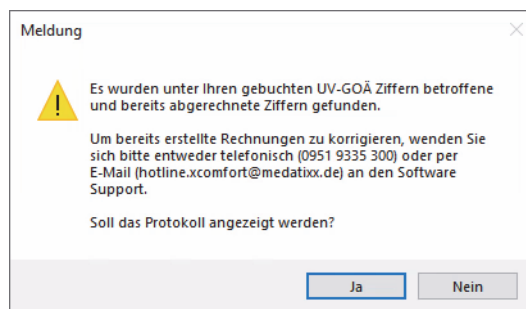 Meldung
Es wurden unter Ihren gebuchten UV-GOÄ Ziffern betroffene
und bereits abgerechnete Ziffern gefunden.
Um bereits erstellte Rechnungen zu korrigieren, wenden Sie
sich bitte entweder telefonisch (0951 9335 300) oder per
E-Mail (hotline.xcomfort@medatixx.de) an den Software
Support.
Soll das Protokoll angezeigt werden?
Ja
Nein